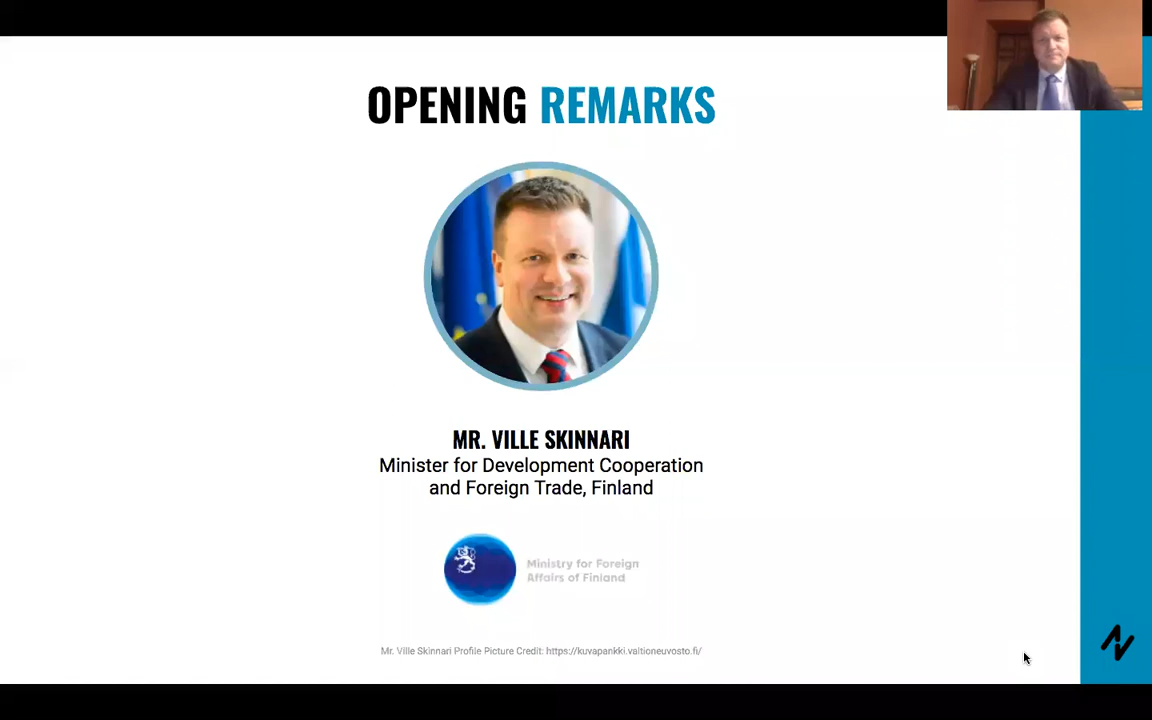 OPENING REMARKS
MR. VILLE SKINNARI
Minister for Development Cooperation
and Foreign Trade, Finland
Ministry for Foreign
Affairs of Finland
Mr. Ville Skinnari Profile Picture Credit: https://kuvapankki.valtioneuvosto.fi/